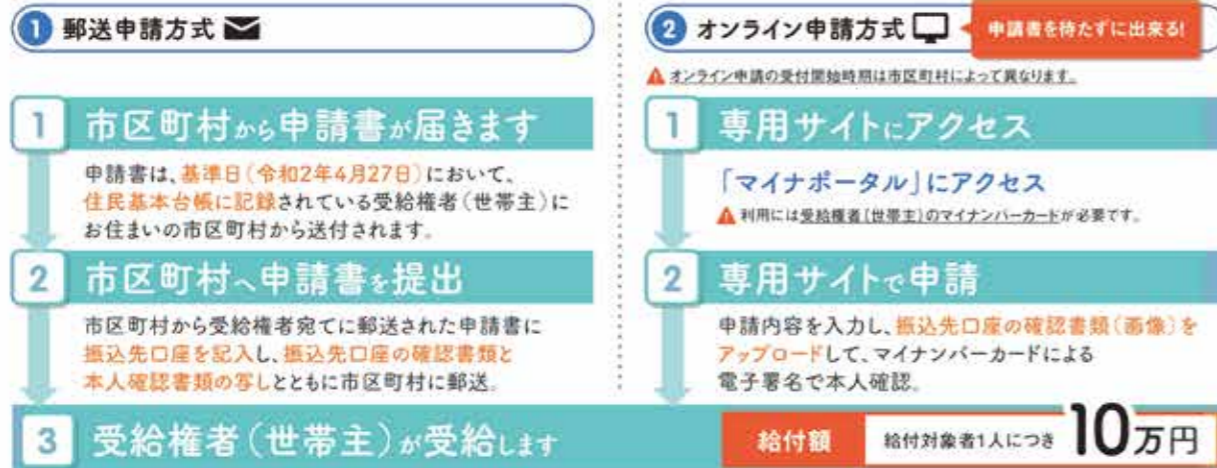 1 郵送申請方式
1 市区町村から申請書が届きます
申請書は、基準日（令和2年4月27日）において、
住民基本台帳に記録されている受給権者（世帯主）に
お住まいの市区町村から送付されます。
2 市区町村へ申請書を提出
市区町村から受給権者宛てに郵送された申請書に
振込先口座を記入し、振込先口座の確認書類と
本人確認書類の写しとともに市区町村に郵送。
2 オンライン申請方式
申請書を待たずに出来る!
オンライン申請の受付開始時期は市区町村によって異なります。
1 専用サイトにアクセス
「マイナポータル」にアクセス
利用には受給権者（世帯主）のマイナンバーカードが必要です。
2 専用サイトで申請
申請内容を入力し、振込先口座の確認書類（画像）を
アップロードして、マイナンバーカードによる
電子署名で本人確認。
3 受給権者（世帯主）が受給します
給付額 給付対象者1人につき 10万円